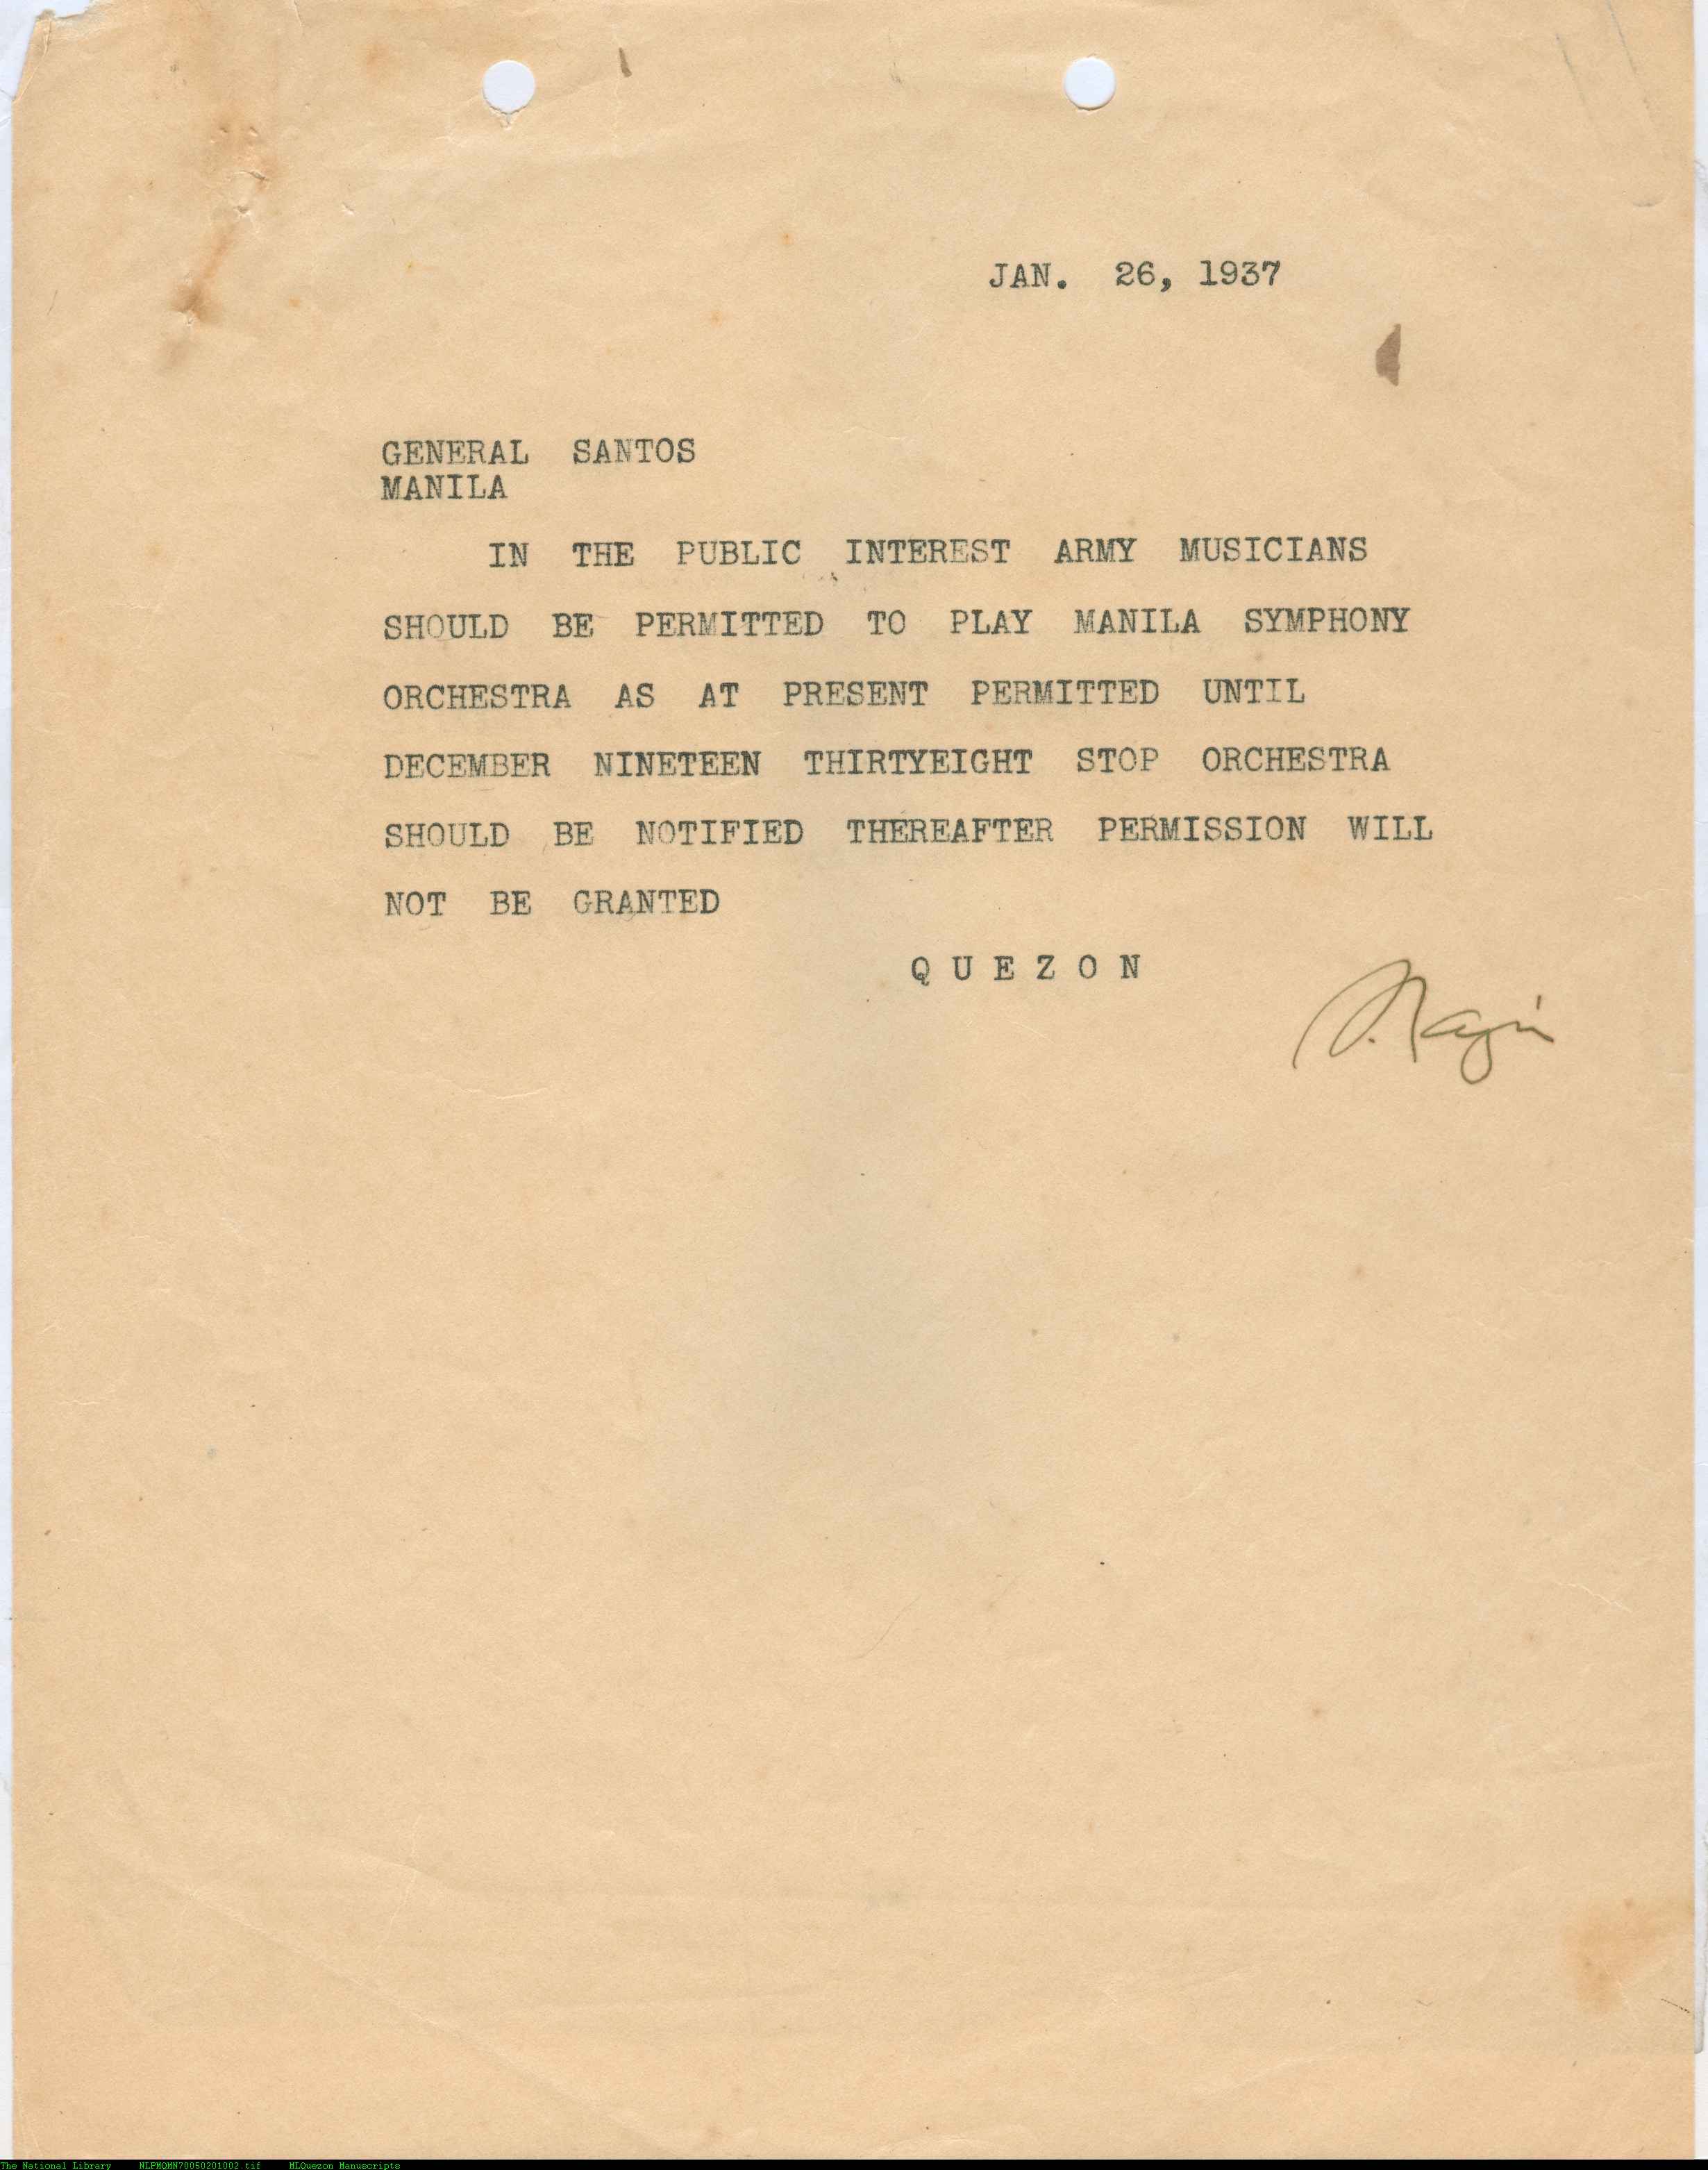 JAN. 26, 1937
GENERAL SANTOS
MANILA
IN THE PUBLIC INTEREST ARMY MUSICIANS
SHOULD BE PERMITTED TO PLAY MANILA SYMPHONY
ORCHESTRA AS AT PRESENT PERMITTED UNTIL
DECEMBER NINETEEN THIRTYEIGHT STOP ORCHESTRA
SHOULD BE NOTIFIED THEREAFTER PERMISSION WILL
NOT BE GRANTED
Q U E Z O N
The National Library NLPMQMN70050201002.tif MLQuezon Manuscripts